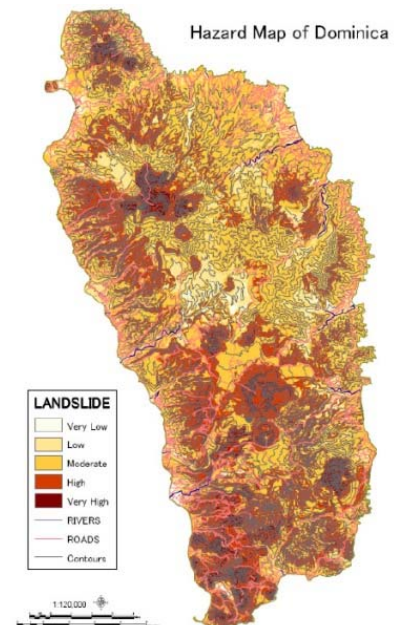 Hazard Map of Dominica
LANDSLIDE
Very Low
Low
Moderate
High
Very High
RIVERS
ROADS
Contours
1:120,000